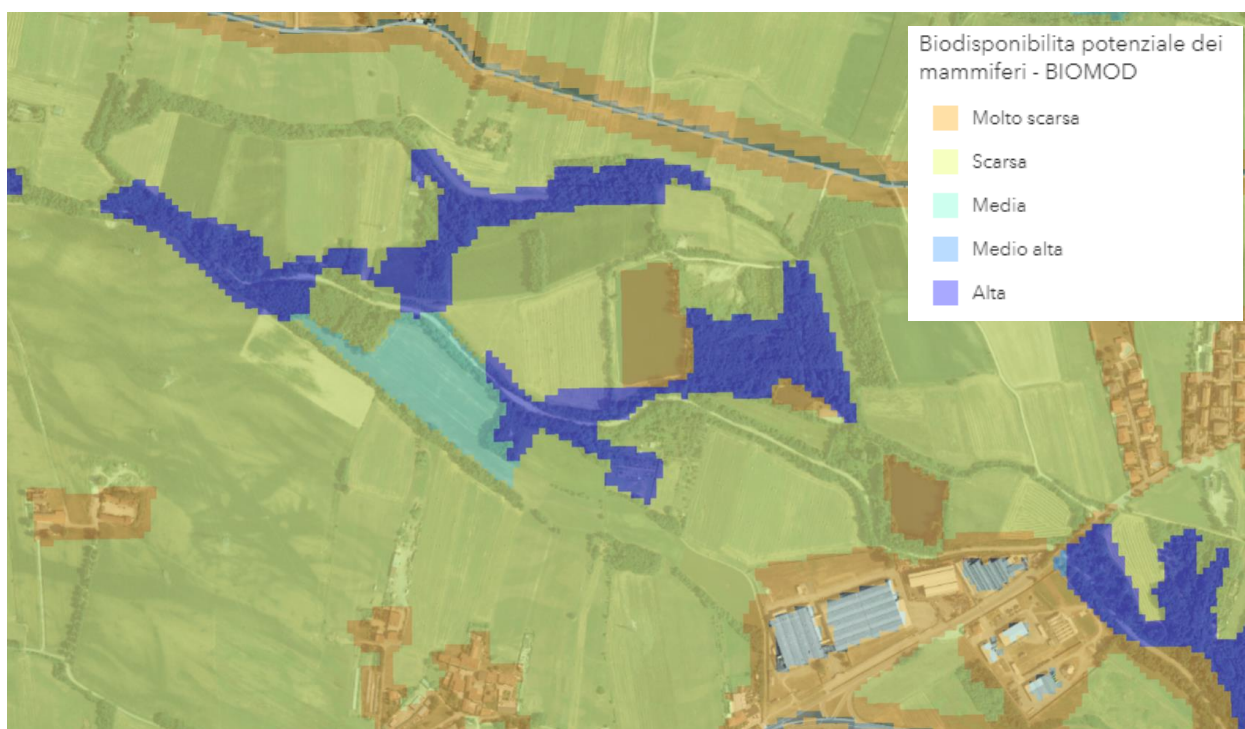 Biodisponibilita potenziale dei
mammiferi - BIOMOD
Molto scarsa
Scarsa
Media
Medio alta
Alta